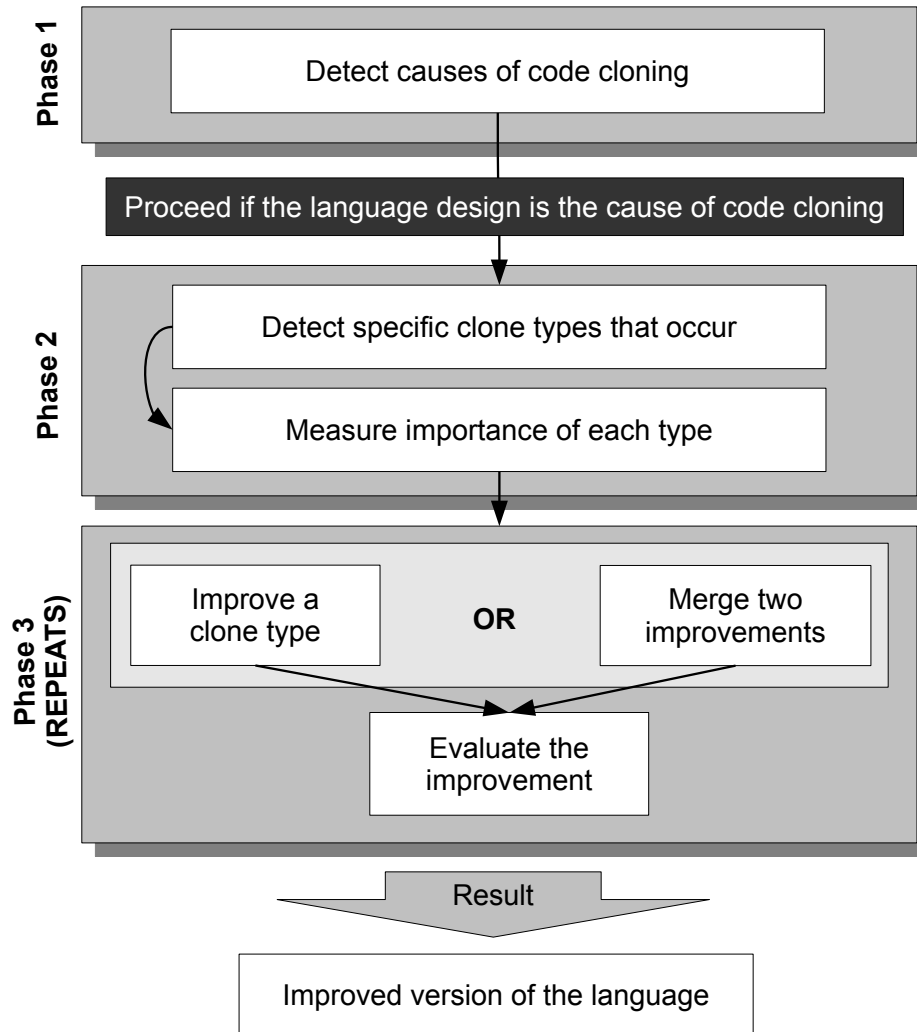 Phase 1
Detect causes of code cloning
Proceed if the language design is the cause of code cloning
Phase 2
Detect specific clone types that occur
Measure importance of each type
Phase 3
(REPEATS)
Improve a
clone type
OR
Merge two
improvements
Evaluate the
improvement
Result
Improved version of the language